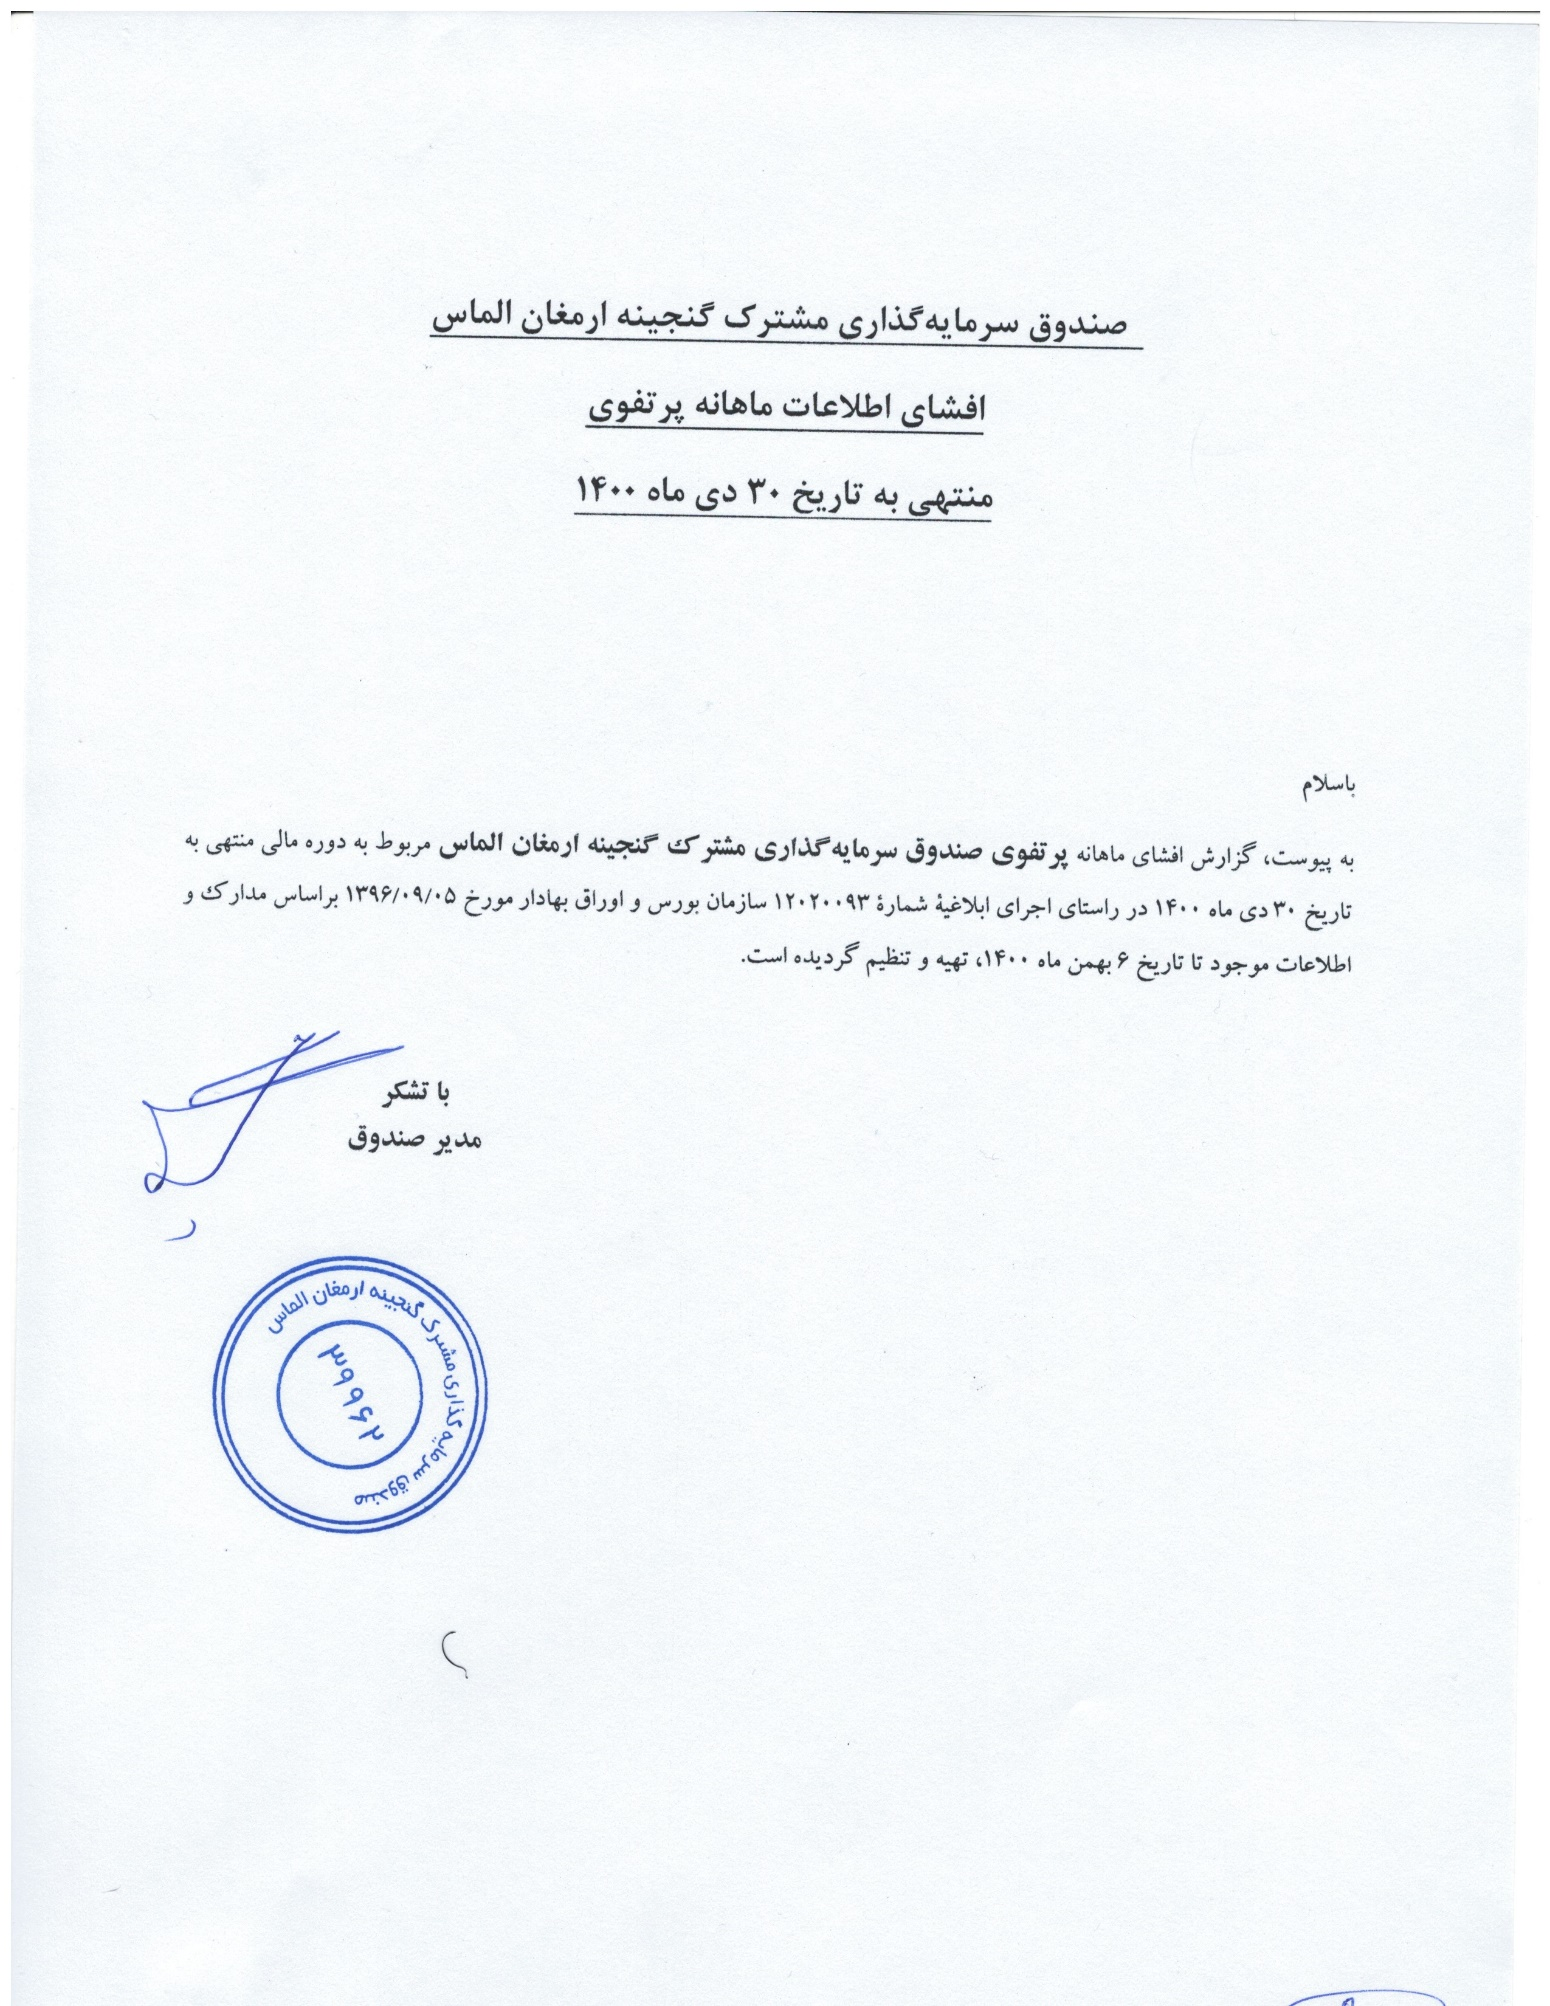 صندوق سرمایه‌گذاری مشترک گنجینه ارمغان الماس
افشای اطلاعات ماهانه پرتفوی
منتهی به تاریخ ۳۰ دی ماه ۱۴۰۰
باسلام
به پیوست، گزارش افشای ماهانه پرتفوی صندوق سرمایه‌گذاری مشترک گنجینه ارمغان الماس مربوط به دوره مالی منتهی به
تاریخ ۳۰ دی ماه ۱۴۰۰ در راستای اجرای ابلاغیهٔ شمارهٔ ۱۲۰۲۰۰۹۳ سازمان بورس و اوراق بهادار مورخ ۱۳۹۶/۰۹/۰۵ براساس مدارک و
اطلاعات موجود تا تاریخ ۶ بهمن ماه ۱۴۰۰، تهیه و تنظیم گردیده است.
با تشکر
مدیر صندوق
صندوق سرمایه گذاری مشترک گنجینه ارمغان الماس
۳۹۹۶۲